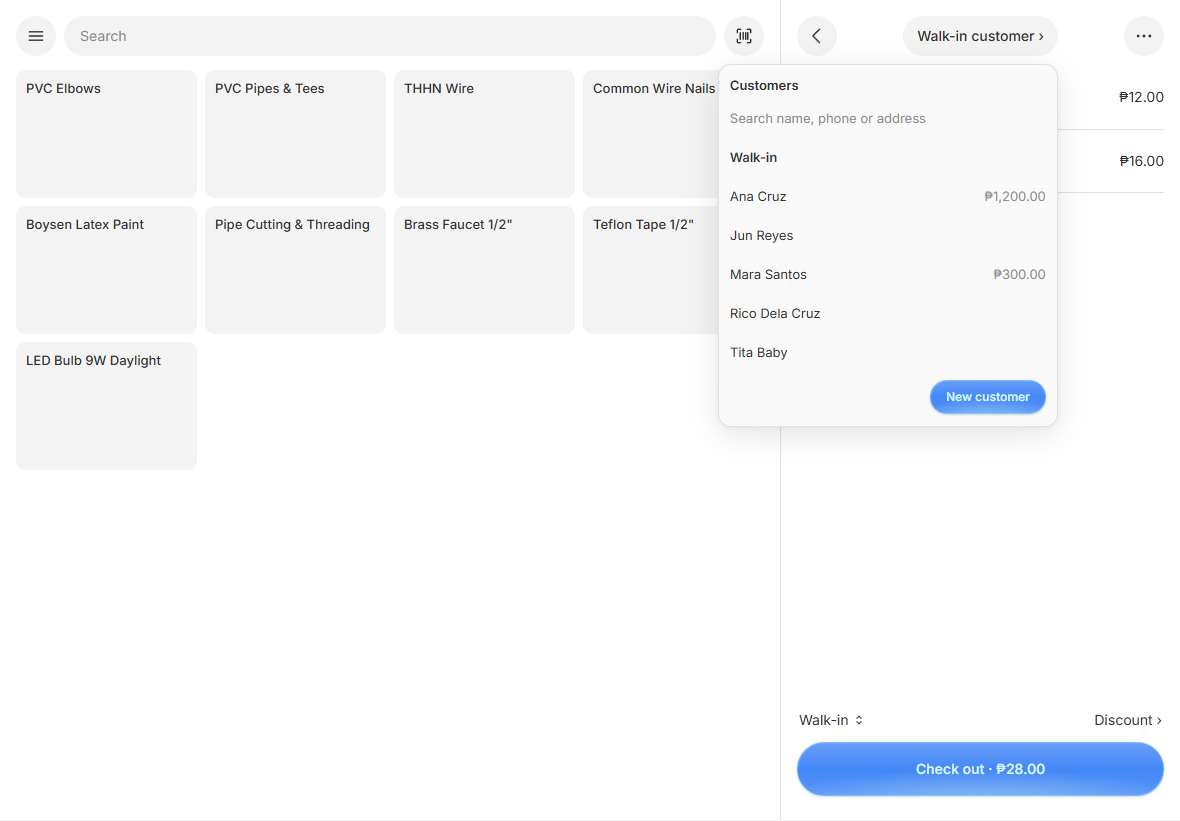 Search
Walk-in customer ›
PVC Elbows
PVC Pipes & Tees
THHN Wire
Common Wire Nails
Boysen Latex Paint
Pipe Cutting & Threading
Brass Faucet 1/2"
Teflon Tape 1/2"
LED Bulb 9W Daylight
Customers
Search name, phone or address
Walk-in
Ana Cruz ₱1,200.00
Jun Reyes
Mara Santos ₱300.00
Rico Dela Cruz
Tita Baby
New customer
₱12.00
₱16.00
Walk-in
Discount ›
Check out · ₱28.00